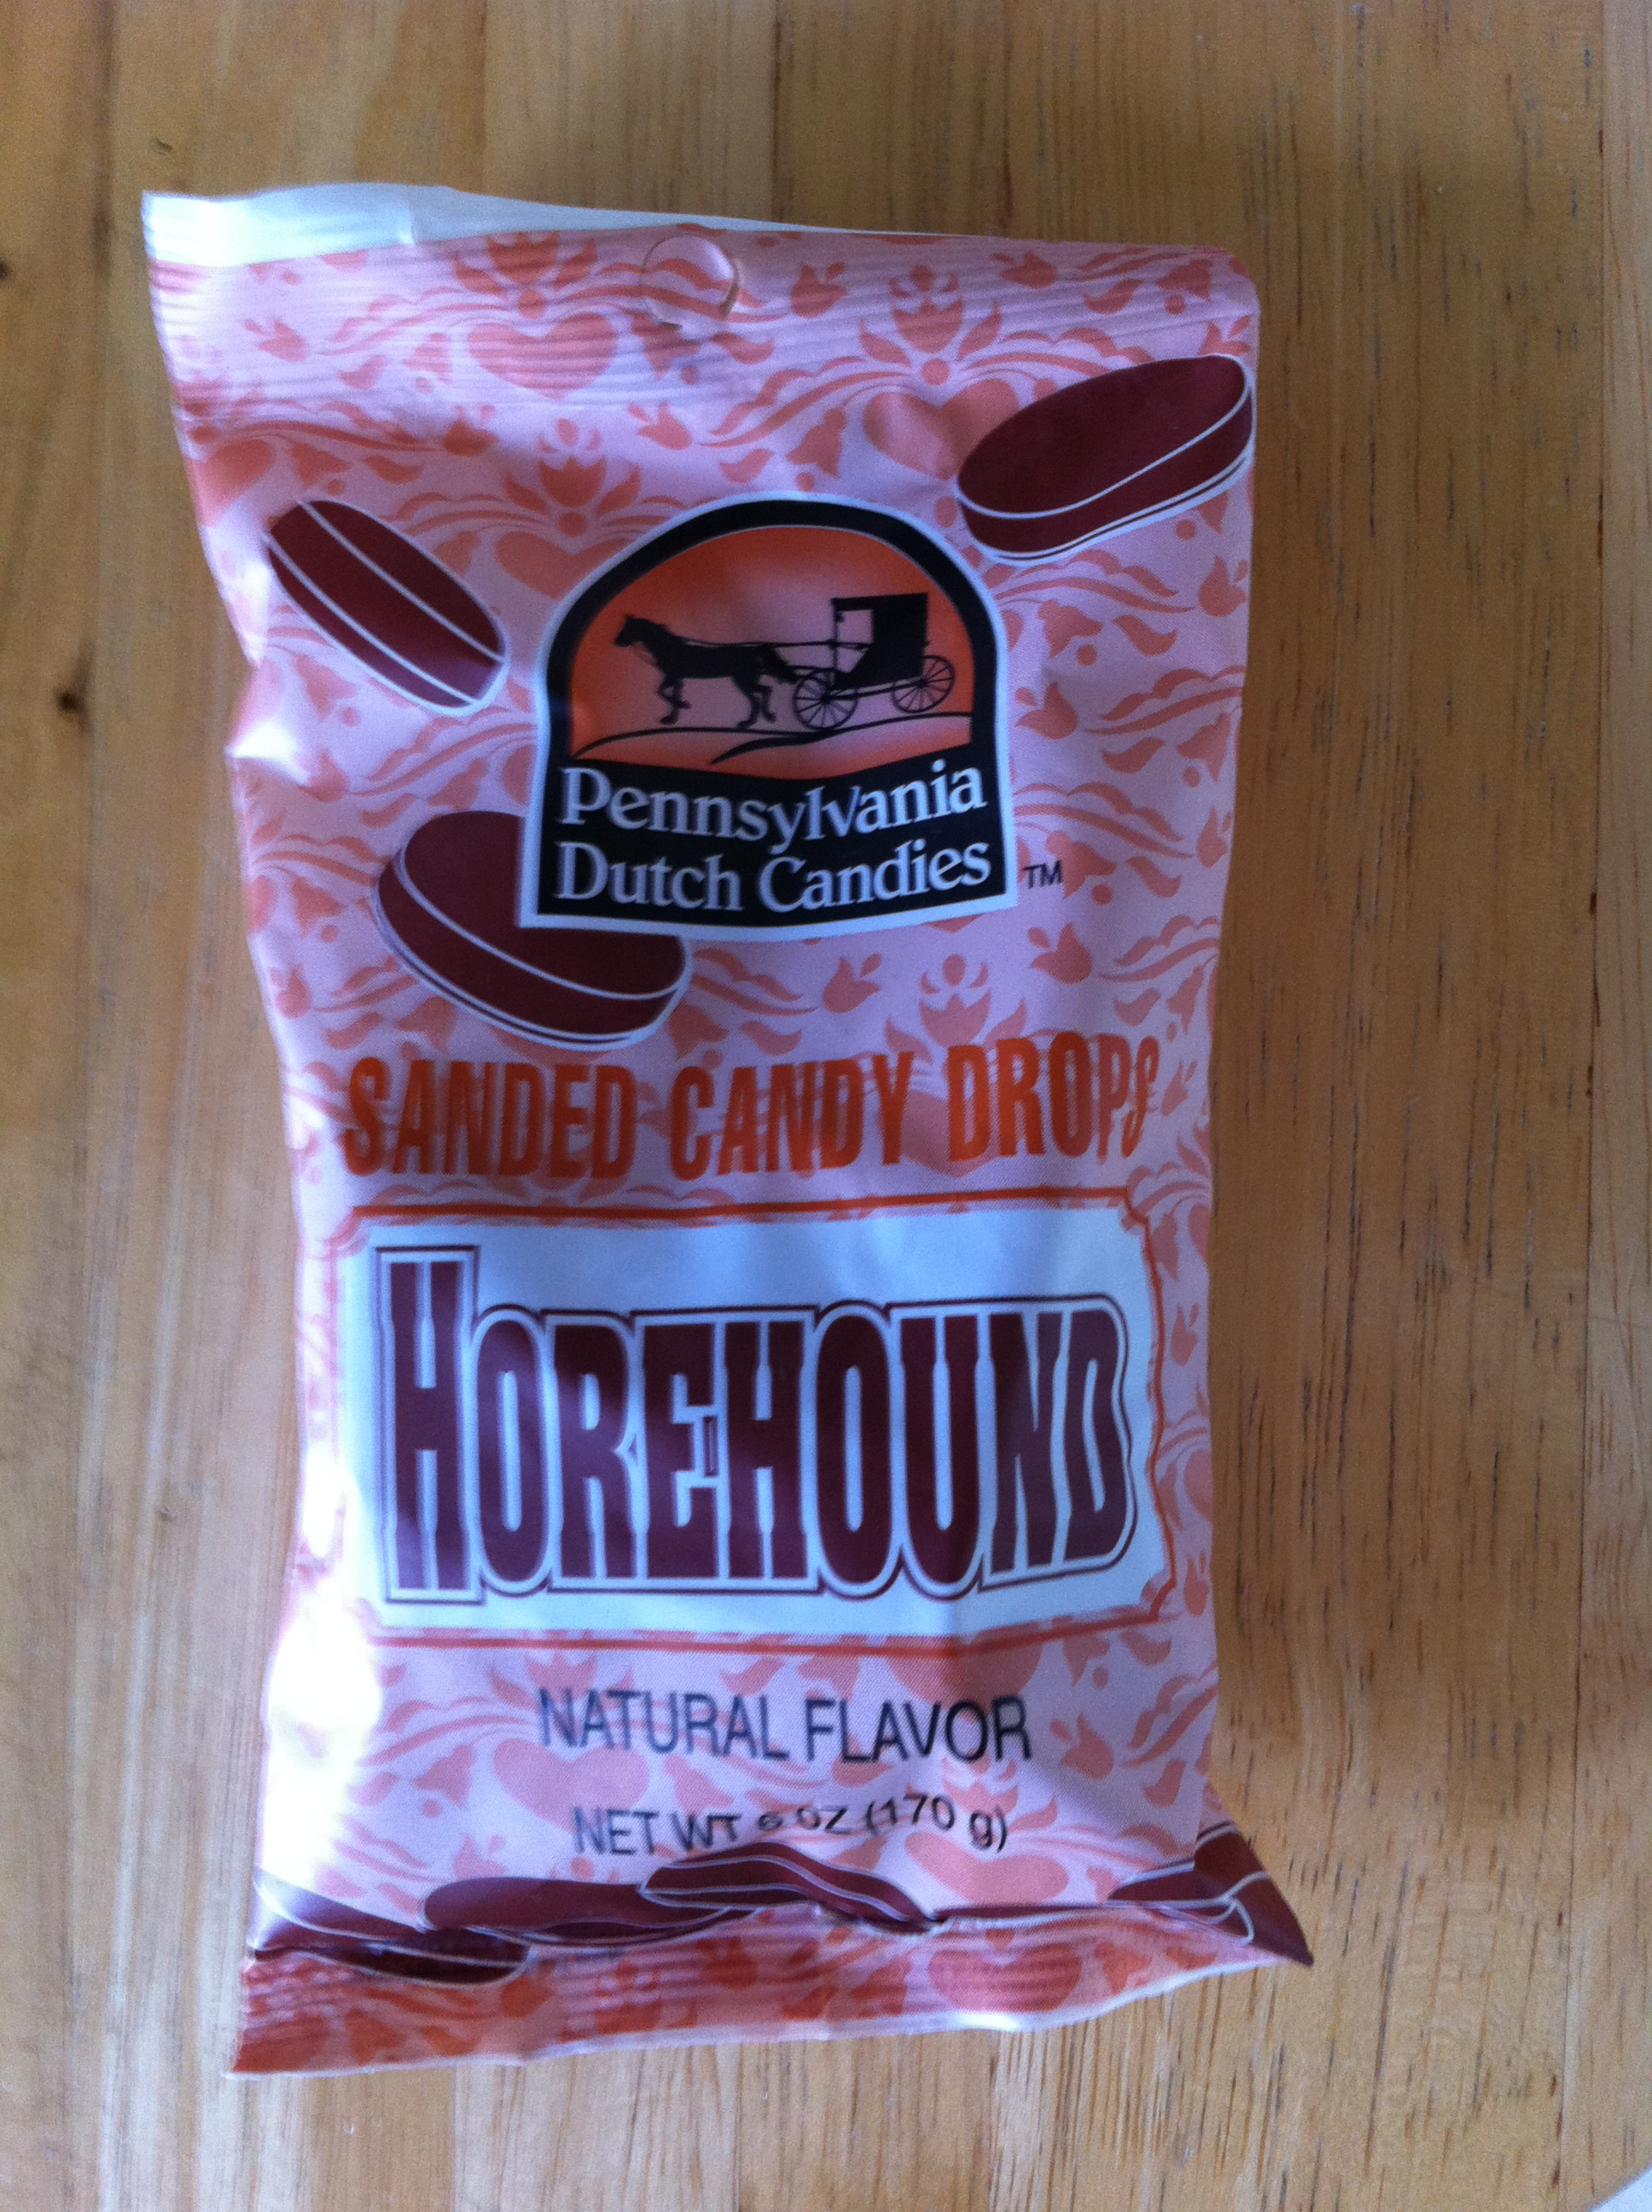 Pennsylvania
Dutch Candies TM
SANDED CANDY DROPS
HOREHOUND
NATURAL FLAVOR
NET WT 6 OZ (170 g)